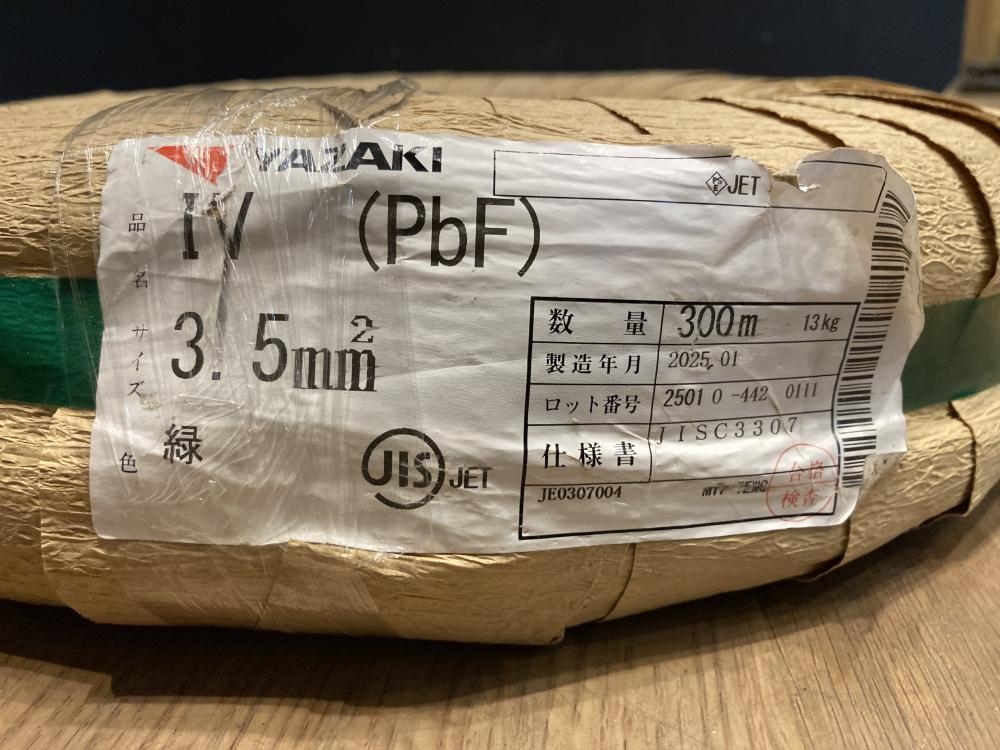 YAZAKI
PSE JET
品名 IV (PbF)
サイズ 3.5mm²
色 緑
JIS JET
数量 300m 13kg
製造年月 2025.01
ロット番号 25010-442 0111
仕様書 JISC3307
JE0307004
合格
検査